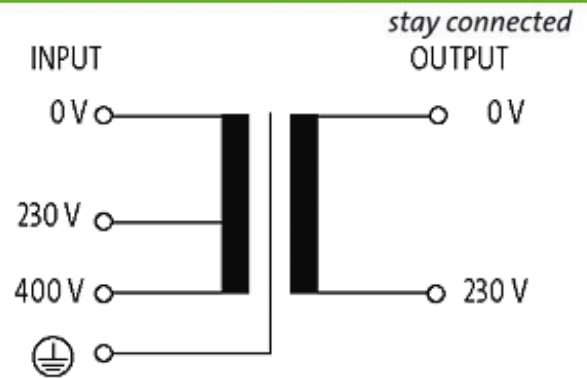 stay connected
INPUT
OUTPUT
0 V
0 V
230 V
400 V
230 V